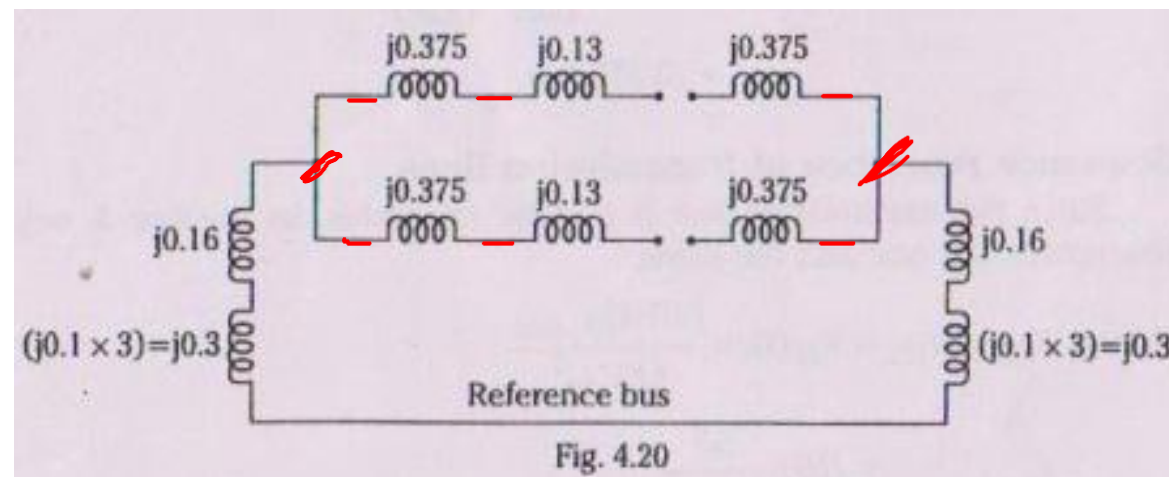 j0.375 j0.13 j0.375
j0.375 j0.13 j0.375
j0.16 j0.16
(j0.1 × 3)=j0.3 (j0.1 × 3)=j0.3
Reference bus
Fig. 4.20